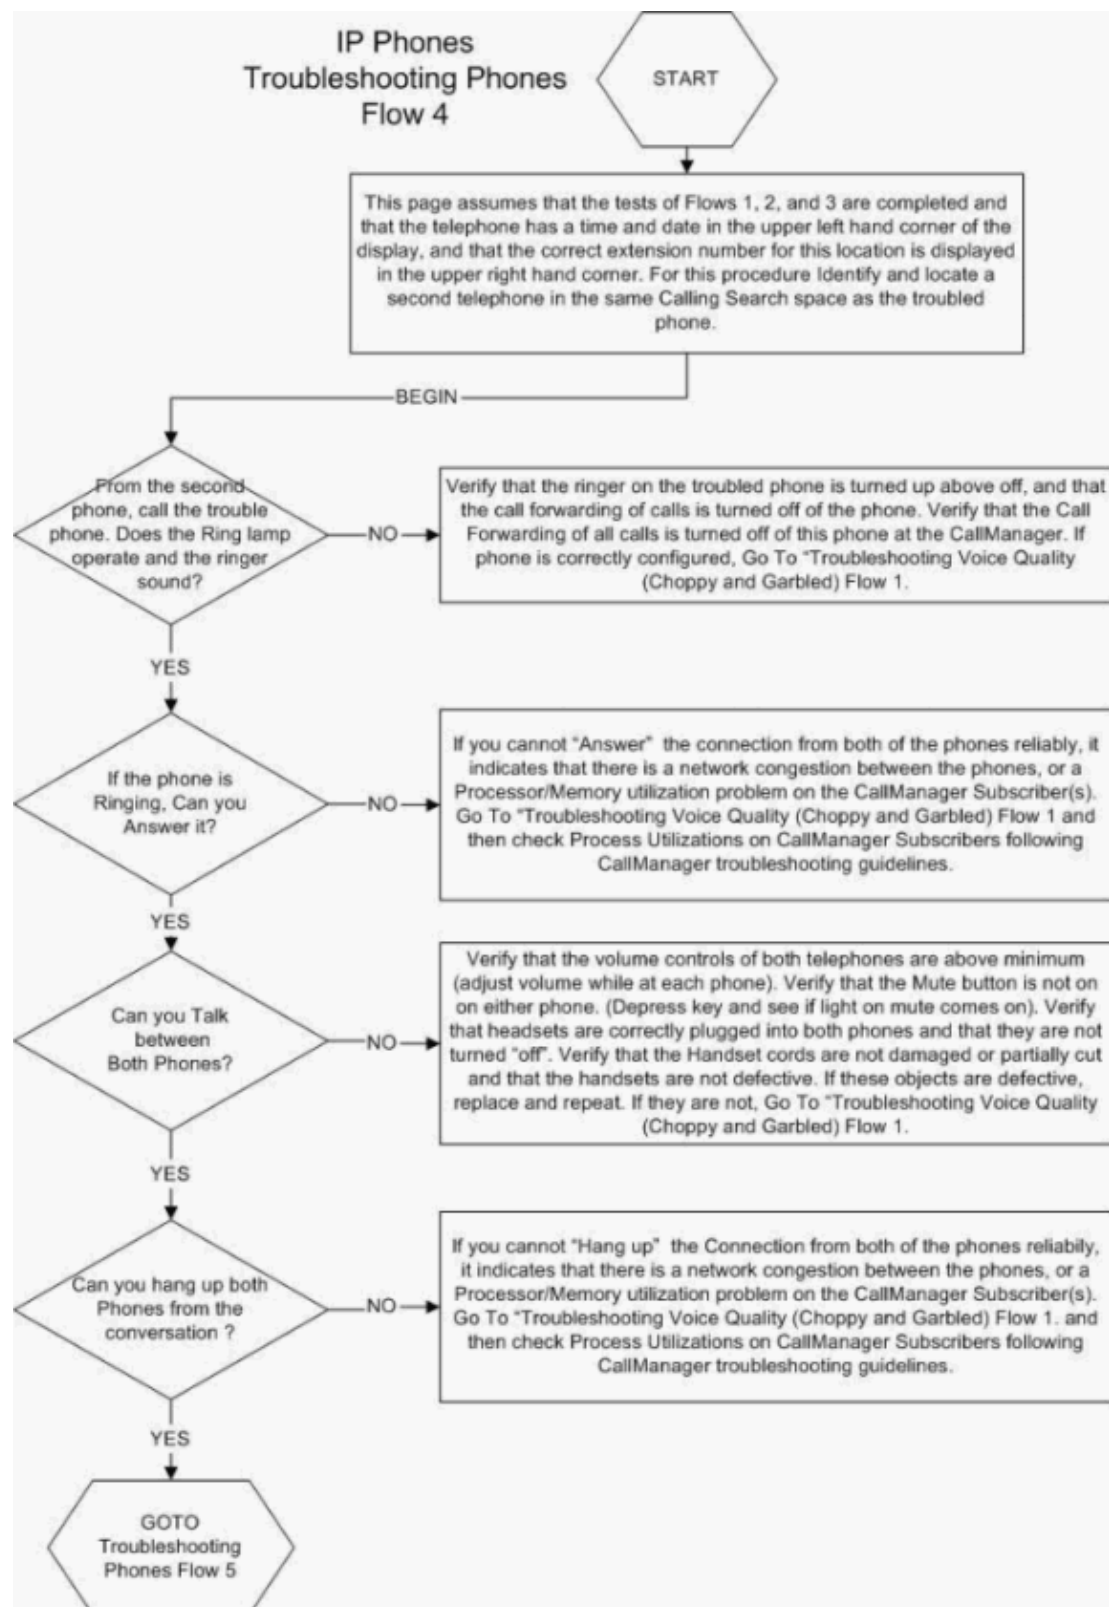 IP Phones
Troubleshooting Phones
Flow 4
START
This page assumes that the tests of Flows 1, 2, and 3 are completed and
that the telephone has a time and date in the upper left hand corner of the
display, and that the correct extension number for this location is displayed
in the upper right hand corner. For this procedure Identify and locate a
second telephone in the same Calling Search space as the troubled
phone.
BEGIN
From the second
phone, call the trouble
phone. Does the Ring lamp
operate and the ringer
sound?
NO
Verify that the ringer on the troubled phone is turned up above off, and that
the call forwarding of calls is turned off of the phone. Verify that the Call
Forwarding of all calls is turned off of this phone at the CallManager. If
phone is correctly configured, Go To “Troubleshooting Voice Quality
(Choppy and Garbled) Flow 1.
YES
If the phone is
Ringing, Can you
Answer it?
NO
If you cannot “Answer” the connection from both of the phones reliably, it
indicates that there is a network congestion between the phones, or a
Processor/Memory utilization problem on the CallManager Subscriber(s).
Go To “Troubleshooting Voice Quality (Choppy and Garbled) Flow 1 and
then check Process Utilizations on CallManager Subscribers following
CallManager troubleshooting guidelines.
YES
Can you Talk
between
Both Phones?
NO
Verify that the volume controls of both telephones are above minimum
(adjust volume while at each phone). Verify that the Mute button is not on
on either phone. (Depress key and see if light on mute comes on). Verify
that headsets are correctly plugged into both phones and that they are not
turned “off”. Verify that the Handset cords are not damaged or partially cut
and that the handsets are not defective. If these objects are defective,
replace and repeat. If they are not, Go To “Troubleshooting Voice Quality
(Choppy and Garbled) Flow 1.
YES
Can you hang up both
Phones from the
conversation ?
NO
If you cannot “Hang up” the Connection from both of the phones reliabily,
it indicates that there is a network congestion between the phones, or a
Processor/Memory utilization problem on the CallManager Subscriber(s).
Go To “Troubleshooting Voice Quality (Choppy and Garbled) Flow 1. and
then check Process Utilizations on CallManager Subscribers following
CallManager troubleshooting guidelines.
YES
GOTO
Troubleshooting
Phones Flow 5